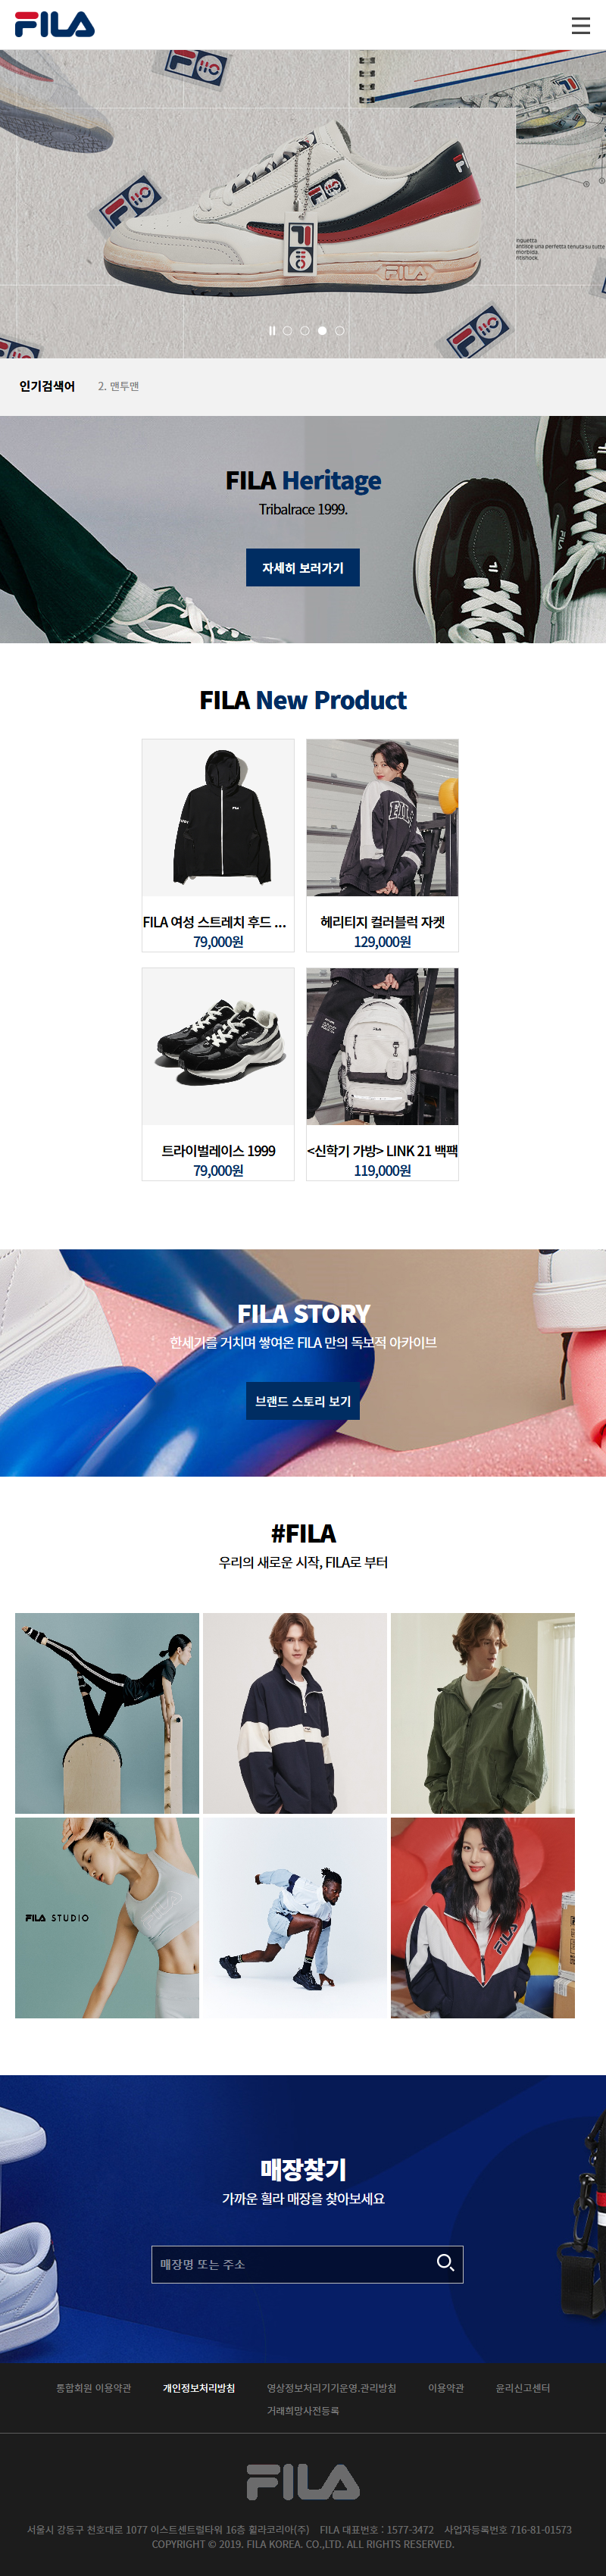 FILA
nguetta
antisce una perfetta tenuta su tutte
morbida.
ntishock.
FILA
인기검색어 2. 맨투맨
FILA Heritage
Tribalrace 1999.
자세히 보러가기
FILA New Product
FILA 여성 스트레치 후드 ...
79,000원
헤리티지 컬러블럭 자켓
129,000원
트라이벌레이스 1999
79,000원
<신학기 가방> LINK 21 백팩
119,000원
FILA STORY
한세기를 거치며 쌓여온 FILA 만의 독보적 아카이브
브랜드 스토리 보기
#FILA
우리의 새로운 시작, FILA로 부터
FILA STUDIO
FILA
매장찾기
가까운 휠라 매장을 찾아보세요
매장명 또는 주소
통합회원 이용약관 개인정보처리방침 영상정보처리기기운영.관리방침 이용약관 윤리신고센터
거래희망사전등록
FILA
서울시 강동구 천호대로 1077 이스트센트럴타워 16층 휠라코리아(주) FILA 대표번호 : 1577-3472 사업자등록번호 716-81-01573
COPYRIGHT © 2019. FILA KOREA. CO.,LTD. ALL RIGHTS RESERVED.